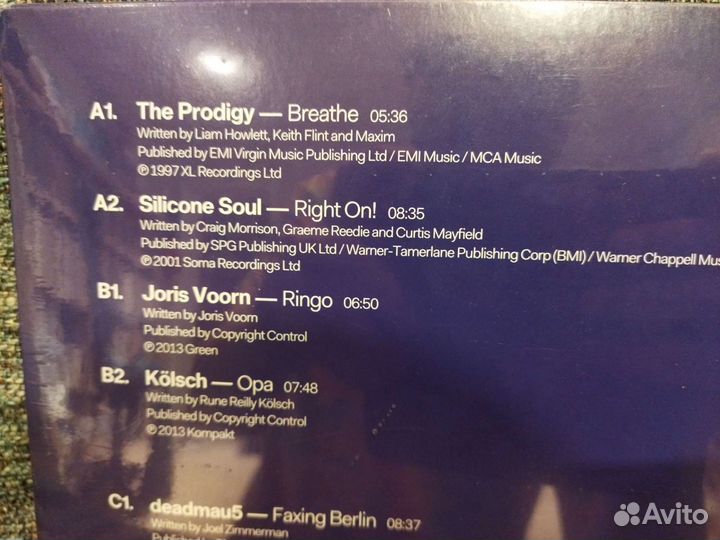 A1. The Prodigy — Breathe 05:36
Written by Liam Howlett, Keith Flint and Maxim
Published by EMI Virgin Music Publishing Ltd / EMI Music / MCA Music
℗ 1997 XL Recordings Ltd
A2. Silicone Soul — Right On! 08:35
Written by Craig Morrison, Graeme Reedie and Curtis Mayfield
Published by SPG Publishing UK Ltd / Warner-Tamerlane Publishing Corp (BMI) / Warner Chappell Mus
℗ 2001 Soma Recordings Ltd
B1. Joris Voorn — Ringo 06:50
Written by Joris Voorn
Published by Copyright Control
℗ 2013 Green
B2. Kölsch — Opa 07:48
Written by Rune Reilly Kölsch
Published by Copyright Control
℗ 2013 Kompakt
C1. deadmau5 — Faxing Berlin 08:37
Written by Joel Zimmerman
Published by
Avito